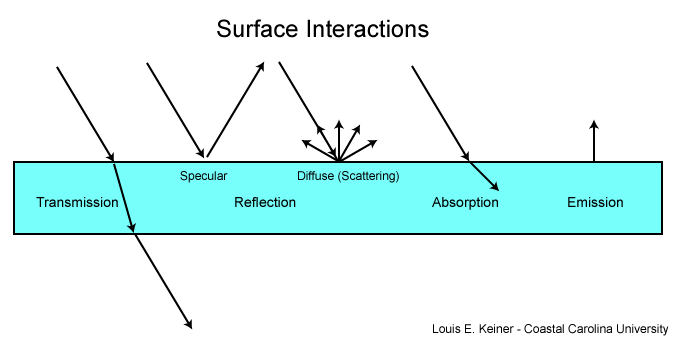 Surface Interactions
Specular
Diffuse (Scattering)
Transmission
Reflection
Absorption
Emission
Louis E. Keiner - Coastal Carolina University